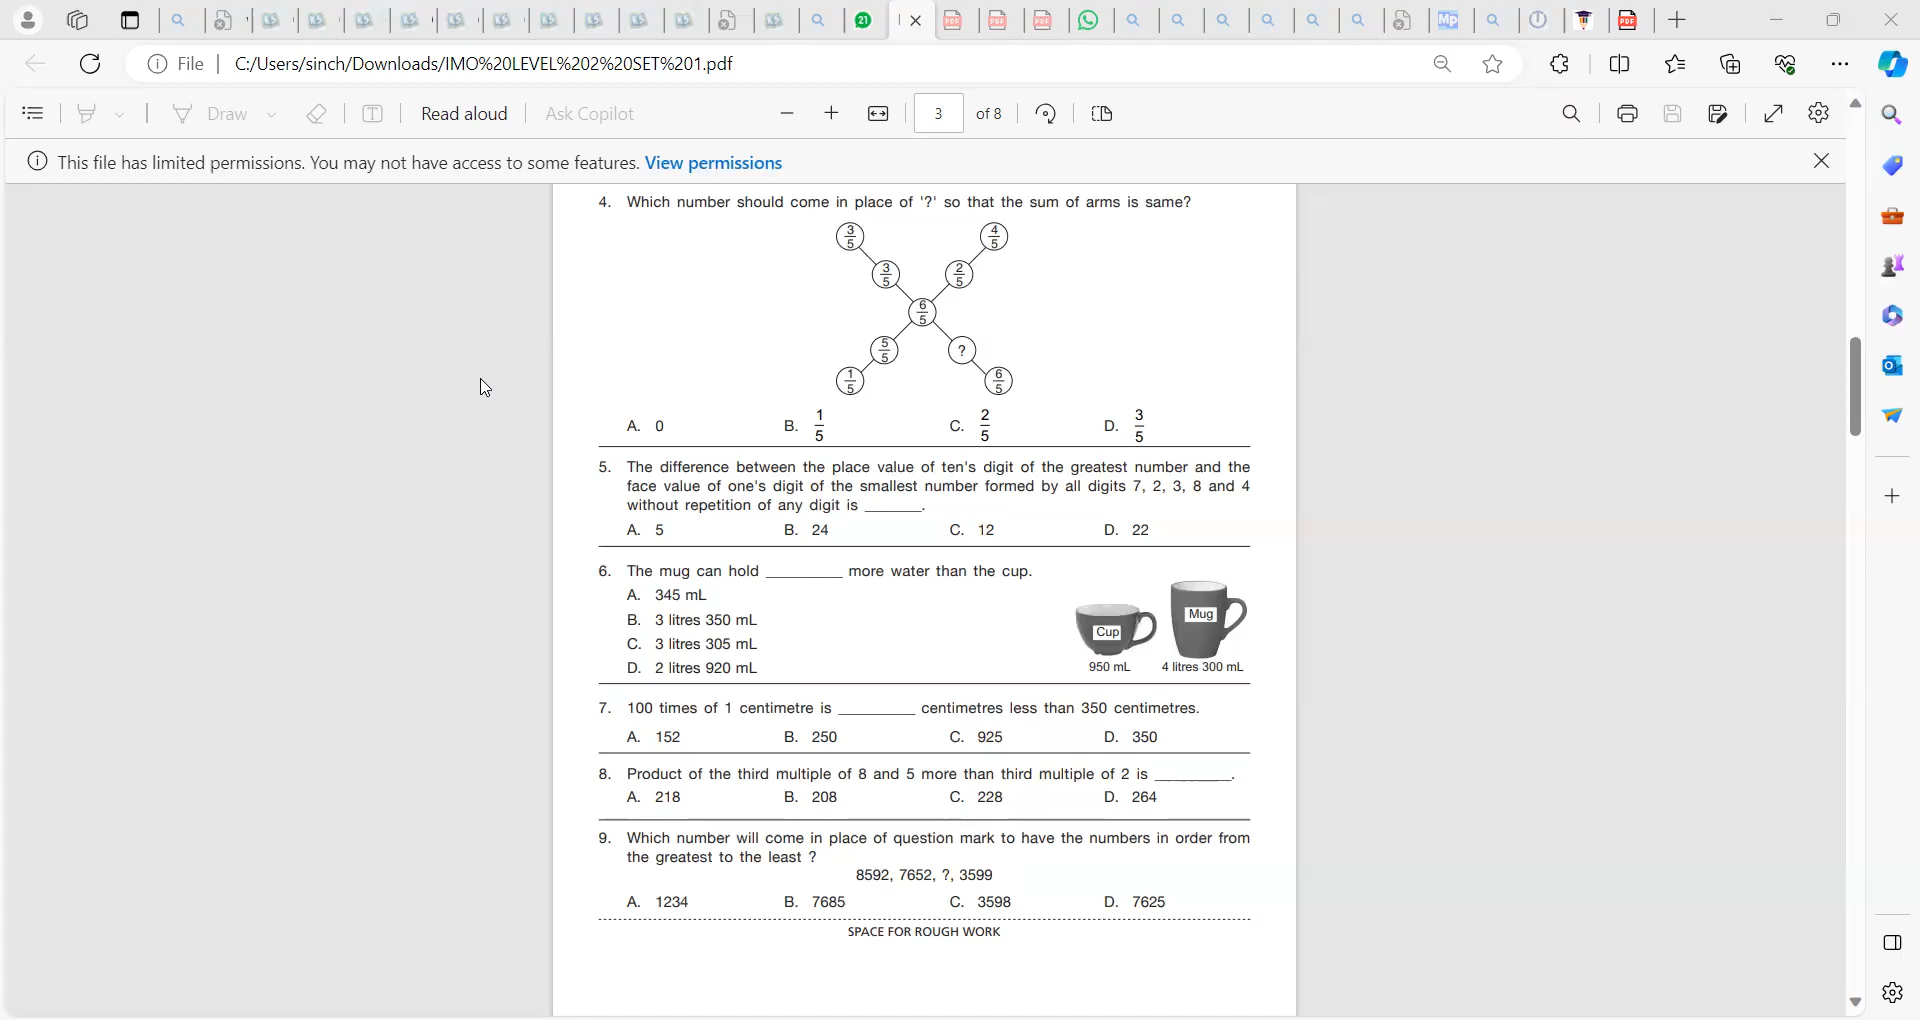 21
PDF
PDF
PDF
Mp
PDF
File
C:/Users/sinch/Downloads/IMO%20LEVEL%202%20SET%201.pdf
Draw
Read aloud
Ask Copilot
3 of 8
This file has limited permissions. You may not have access to some features. View permissions
4. Which number should come in place of '?' so that the sum of arms is same?
3/5 4/5
3/5 2/5
6/5
5/5 ?
1/5 6/5
A. 0 B. 1/5 C. 2/5 D. 3/5
5. The difference between the place value of ten's digit of the greatest number and the
face value of one's digit of the smallest number formed by all digits 7, 2, 3, 8 and 4
without repetition of any digit is _______.
A. 5 B. 24 C. 12 D. 22
6. The mug can hold _________ more water than the cup.
A. 345 mL
B. 3 litres 350 mL
C. 3 litres 305 mL
D. 2 litres 920 mL
Cup
Mug
950 mL 4 litres 300 mL
7. 100 times of 1 centimetre is _________ centimetres less than 350 centimetres.
A. 152 B. 250 C. 925 D. 350
8. Product of the third multiple of 8 and 5 more than third multiple of 2 is _________.
A. 218 B. 208 C. 228 D. 264
9. Which number will come in place of question mark to have the numbers in order from
the greatest to the least ?
8592, 7652, ?, 3599
A. 1234 B. 7685 C. 3598 D. 7625
SPACE FOR ROUGH WORK